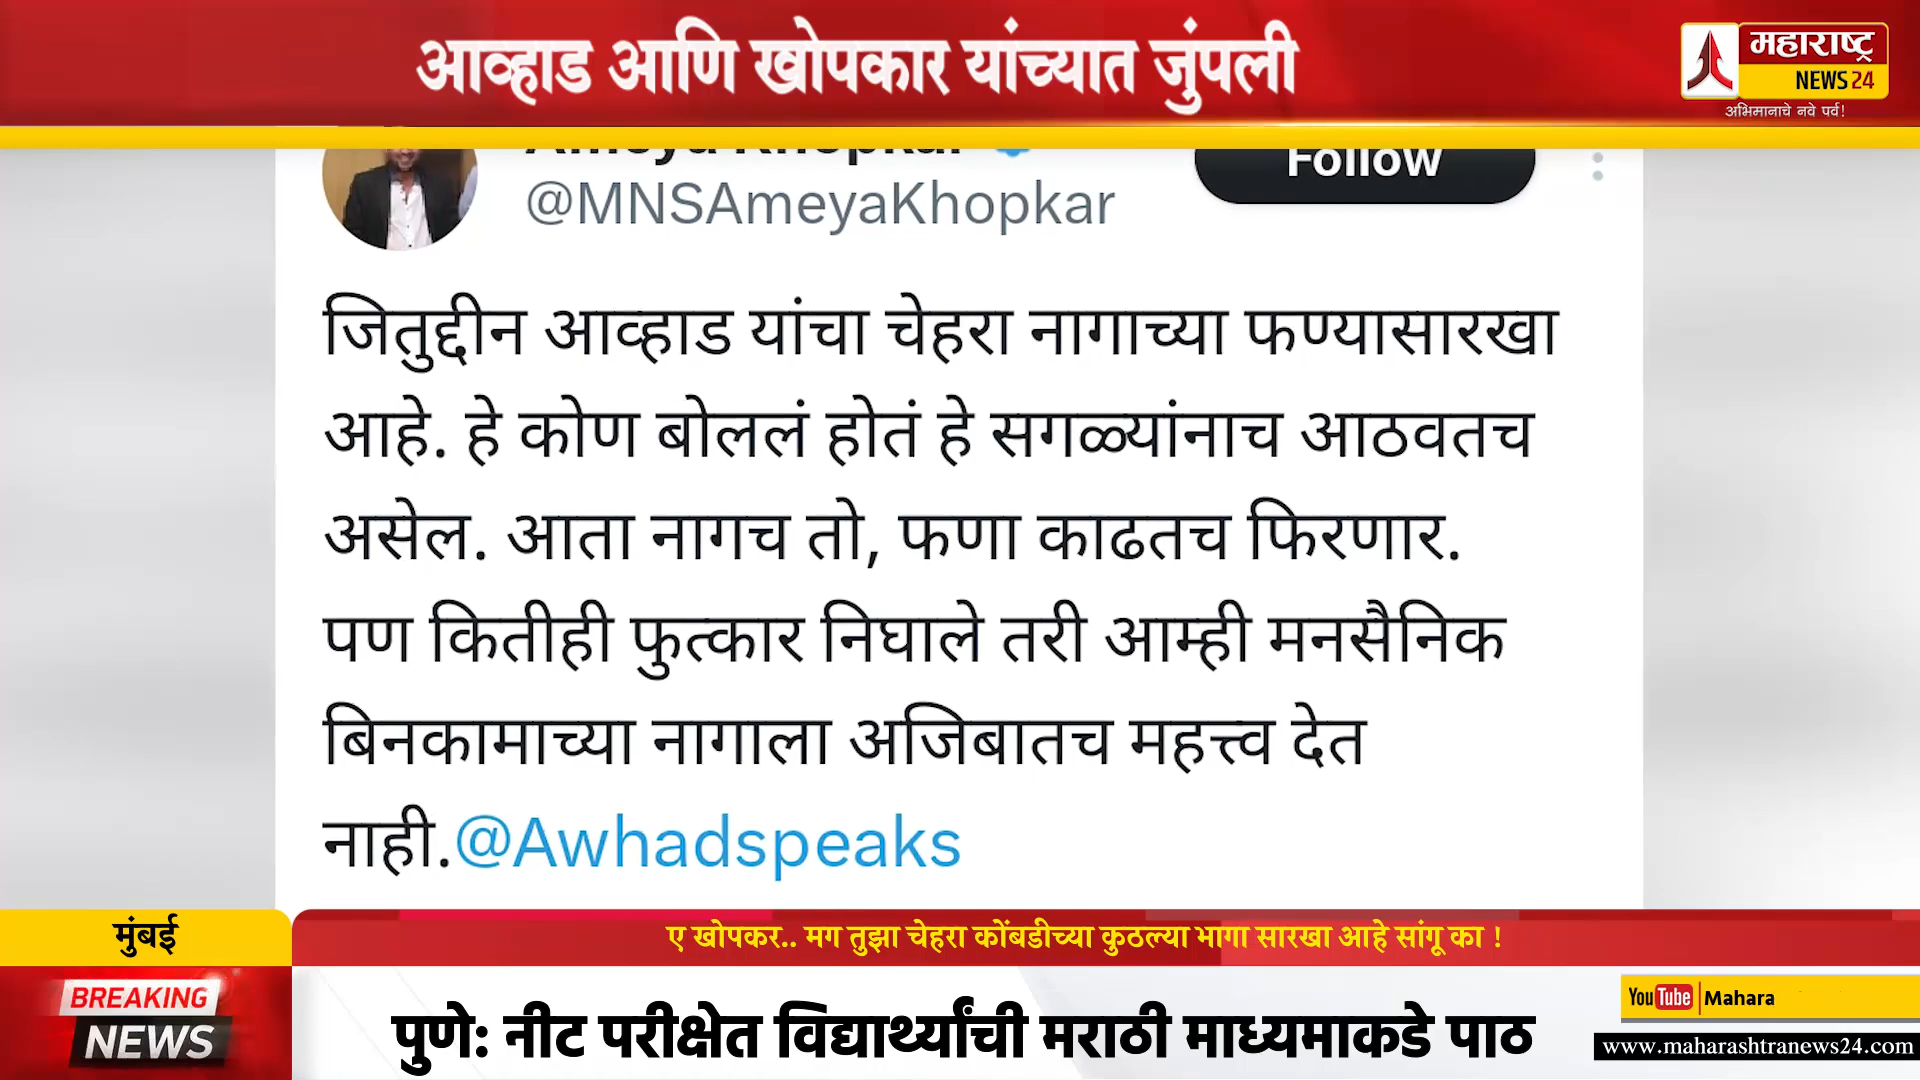 आव्हाड आणि खोपकार यांच्यात जुंपली
महाराष्ट्र
NEWS 24
अभिमानाचे नवे पर्व!
Ameya Khopkar
Follow
@MNSAmeyaKhopkar
जितुद्दीन आव्हाड यांचा चेहरा नागाच्या फण्यासारखा
आहे. हे कोण बोललं होतं हे सगळ्यांनाच आठवतच
असेल. आता नागच तो, फणा काढतच फिरणार.
पण कितीही फुत्कार निघाले तरी आम्ही मनसैनिक
बिनकामाच्या नागाला अजिबातच महत्त्व देत
नाही.@Awhadspeaks
मुंबई
ए खोपकर.. मग तुझा चेहरा कोंबडीच्या कुठल्या भागा सारखा आहे सांगू का !
BREAKING
NEWS
पुणे: नीट परीक्षेत विद्यार्थ्यांची मराठी माध्यमाकडे पाठ
YouTube Mahara
www.maharashtranews24.com